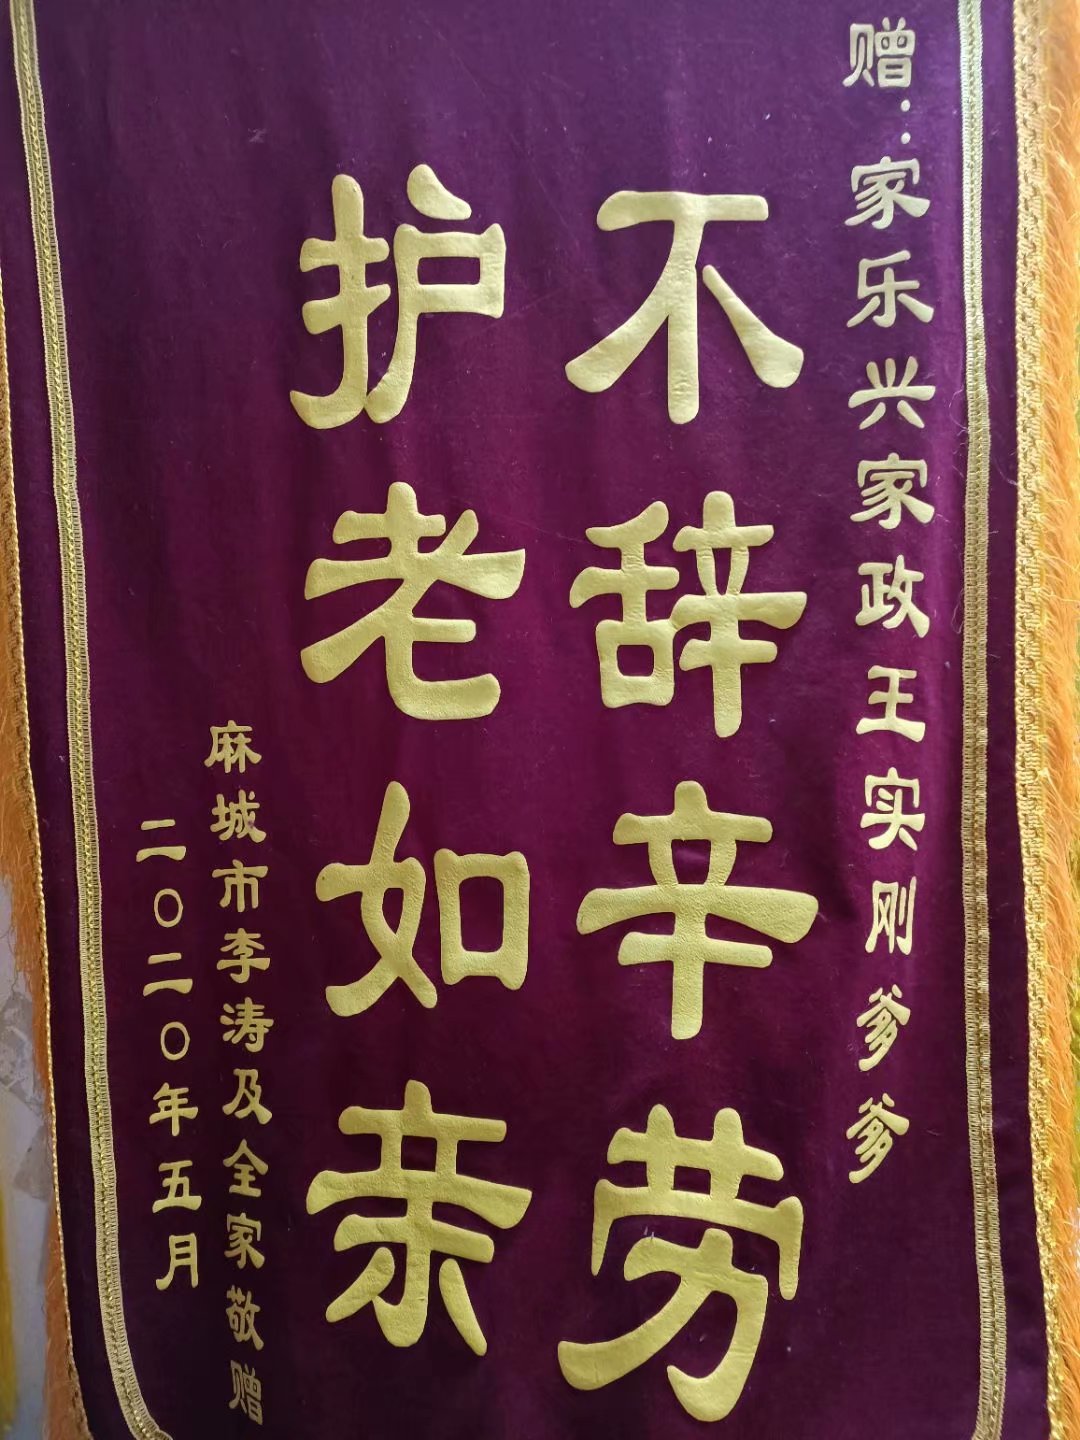 赠:家乐兴家政王实刚爹爹
不辞辛劳
护老如亲
麻城市李涛及全家敬赠
二〇二〇年五月